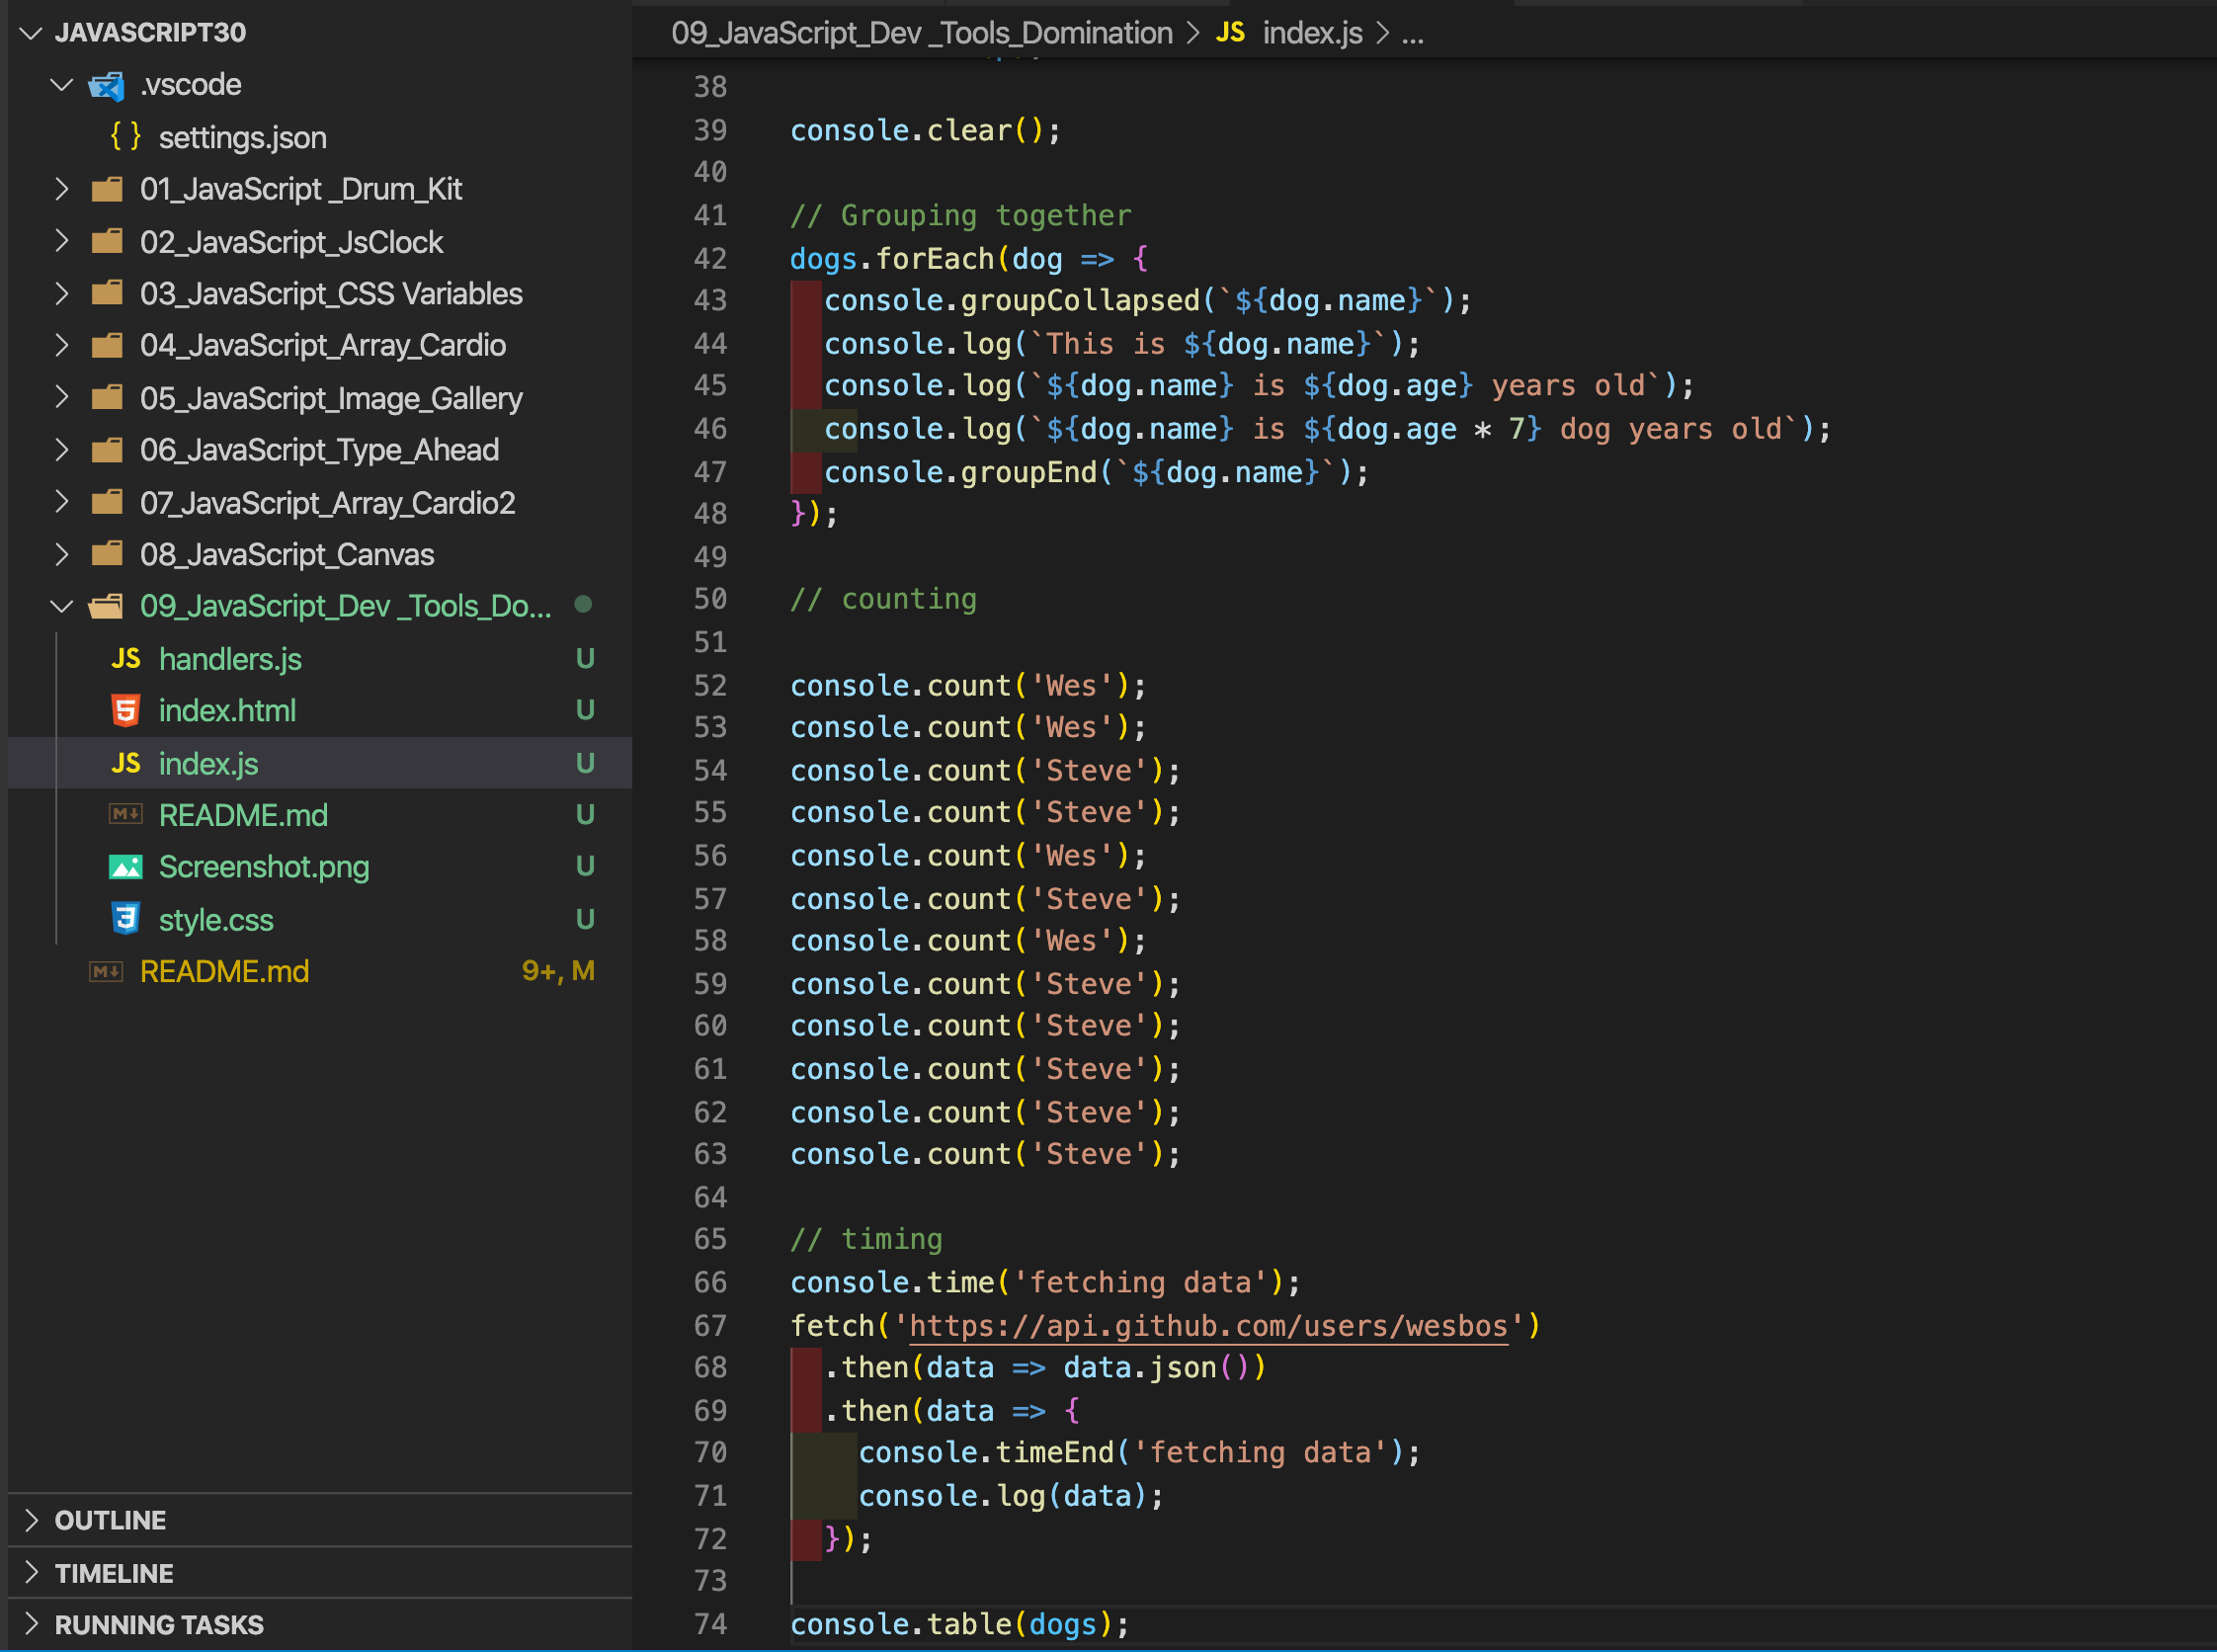 JAVASCRIPT30
.vscode
{} settings.json
01_JavaScript _Drum_Kit
02_JavaScript_JsClock
03_JavaScript_CSS Variables
04_JavaScript_Array_Cardio
05_JavaScript_Image_Gallery
06_JavaScript_Type_Ahead
07_JavaScript_Array_Cardio2
08_JavaScript_Canvas
09_JavaScript_Dev _Tools_Do...
JS handlers.js U
5 index.html U
JS index.js U
M README.md U
Screenshot.png U
3 style.css U
M README.md 9+, M
OUTLINE
TIMELINE
RUNNING TASKS
09_JavaScript_Dev _Tools_Domination > JS index.js > ...
38
39 console.clear();
40
41 // Grouping together
42 dogs.forEach(dog => {
43 console.groupCollapsed(`${dog.name}`);
44 console.log(`This is ${dog.name}`);
45 console.log(`${dog.name} is ${dog.age} years old`);
46 console.log(`${dog.name} is ${dog.age * 7} dog years old`);
47 console.groupEnd(`${dog.name}`);
48 });
49
50 // counting
51
52 console.count('Wes');
53 console.count('Wes');
54 console.count('Steve');
55 console.count('Steve');
56 console.count('Wes');
57 console.count('Steve');
58 console.count('Wes');
59 console.count('Steve');
60 console.count('Steve');
61 console.count('Steve');
62 console.count('Steve');
63 console.count('Steve');
64
65 // timing
66 console.time('fetching data');
67 fetch('https://api.github.com/users/wesbos')
68 .then(data => data.json())
69 .then(data => {
70 console.timeEnd('fetching data');
71 console.log(data);
72 });
73
74 console.table(dogs);